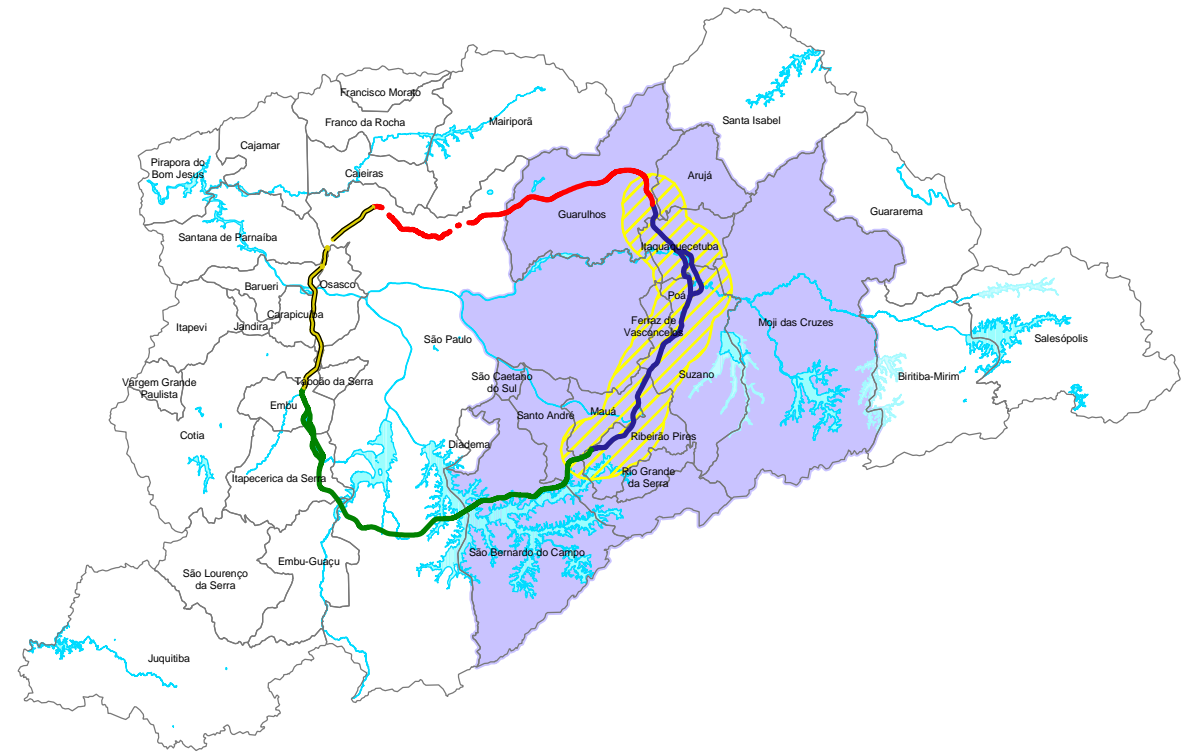 Francisco Morato
Franco da Rocha
Mairiporã
Santa Isabel
Cajamar
Pirapora do
Bom Jesus
Caieiras
Arujá
Guarulhos
Guararema
Santana de Parnaíba
Itaquaquecetuba
Barueri
Osasco
Poá
Carapicuíba
Itapevi
Jandira
Ferraz de
Vasconcelos
Moji das Cruzes
São Paulo
Salesópolis
Vargem Grande
Paulista
Taboão da Serra
São Caetano
do Sul
Suzano
Biritiba-Mirim
Embu
Santo André
Mauá
Cotia
Diadema
Ribeirão Pires
Itapecerica da Serra
Rio Grande
da Serra
Embu-Guaçu
São Bernardo do Campo
São Lourenço
da Serra
Juquitiba